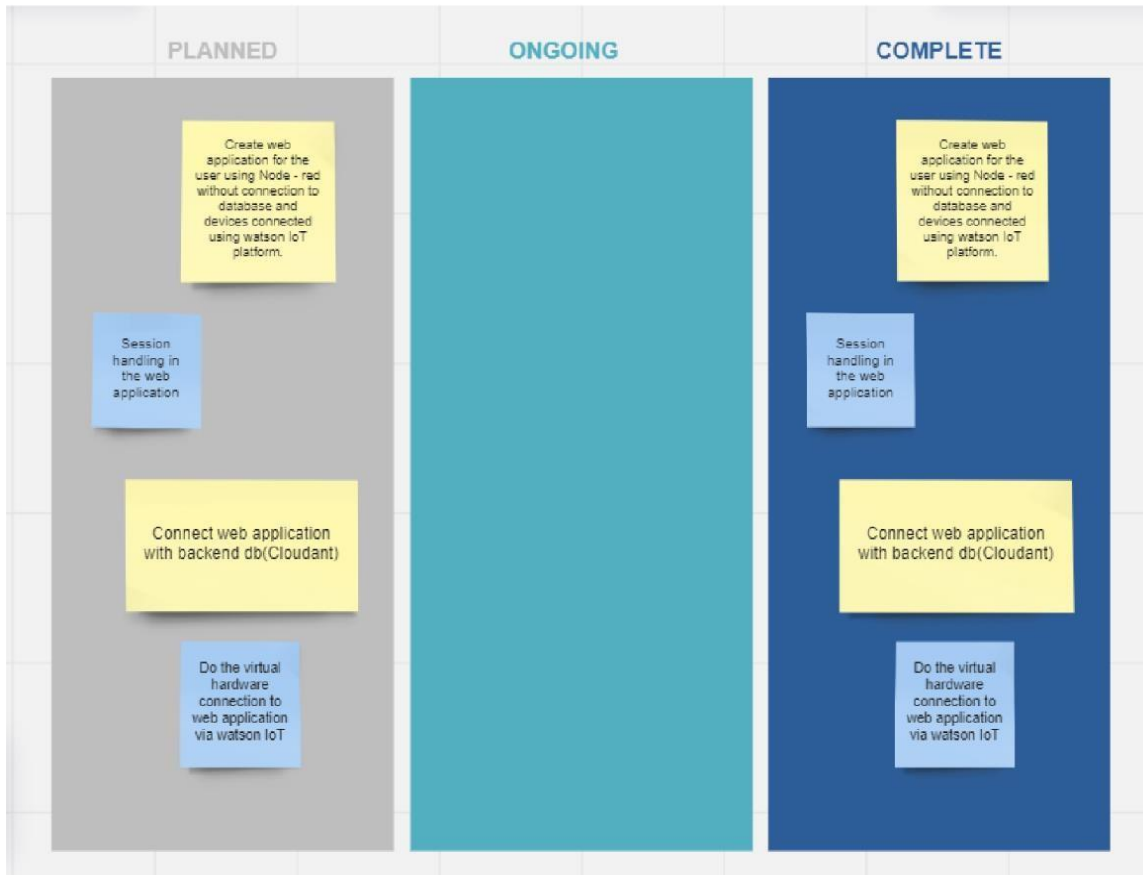 PLANNED
ONGOING
COMPLETE
Create web
application for the
user using Node - red
without connection to
database and
devices connected
using watson IoT
platform.
Session
handling in
the web
application
Connect web application
with backend db(Cloudant)
Do the virtual
hardware
connection to
web application
via watson IoT
Create web
application for the
user using Node - red
without connection to
database and
devices connected
using watson IoT
platform.
Session
handling in
the web
application
Connect web application
with backend db(Cloudant)
Do the virtual
hardware
connection to
web application
via watson IoT